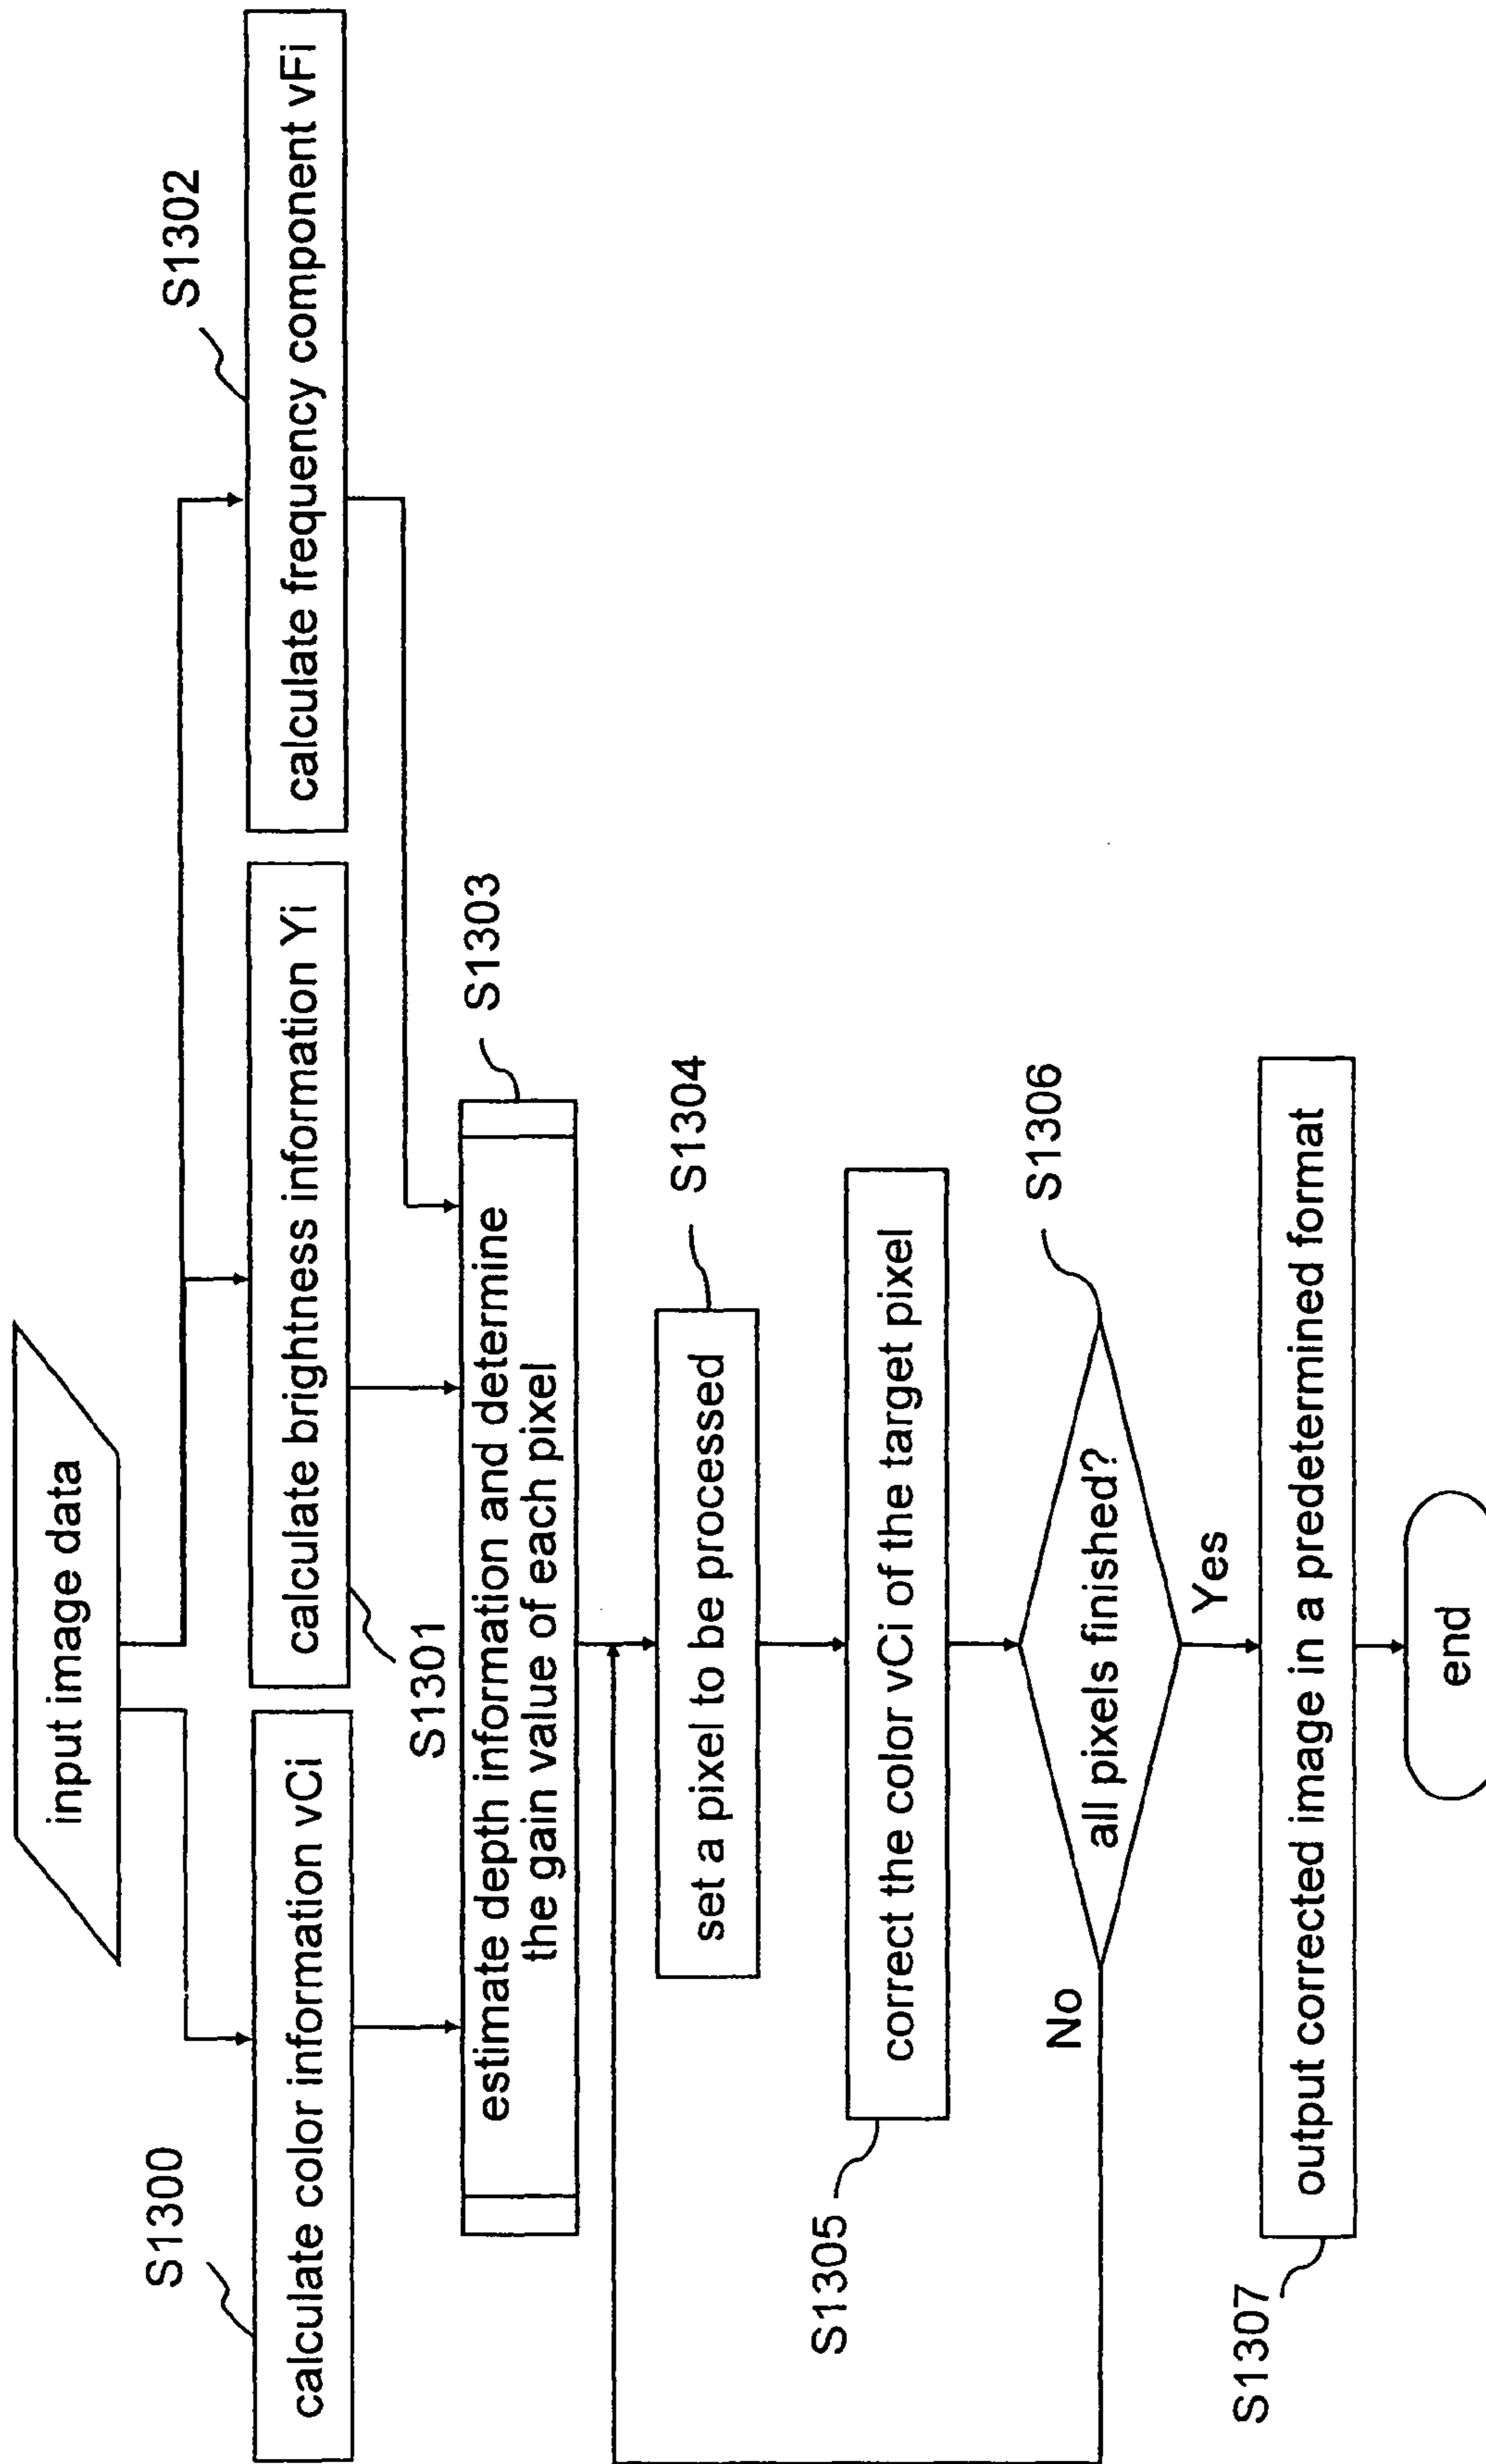 input image data
S1300
calculate color information vCi
S1301
calculate brightness information Yi
S1302
calculate frequency component vFi
S1303
estimate depth information and determine
the gain value of each pixel
S1304
set a pixel to be processed
S1305
correct the color vCi of the target pixel
S1306
all pixels finished?
No
Yes
S1307
output corrected image in a predetermined format
end